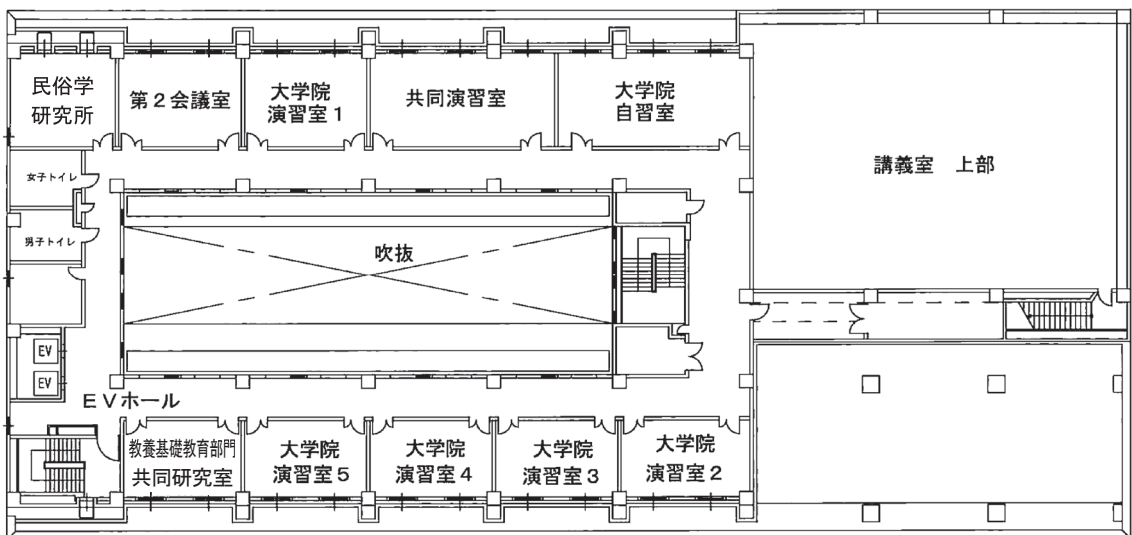 民俗学
研究所
第２会議室
大学院
演習室１
共同演習室
大学院
自習室
講義室　上部
女子トイレ
男子トイレ
吹抜
EV
EV
ＥＶホール
教養基礎教育部門
共同研究室
大学院
演習室５
大学院
演習室４
大学院
演習室３
大学院
演習室２